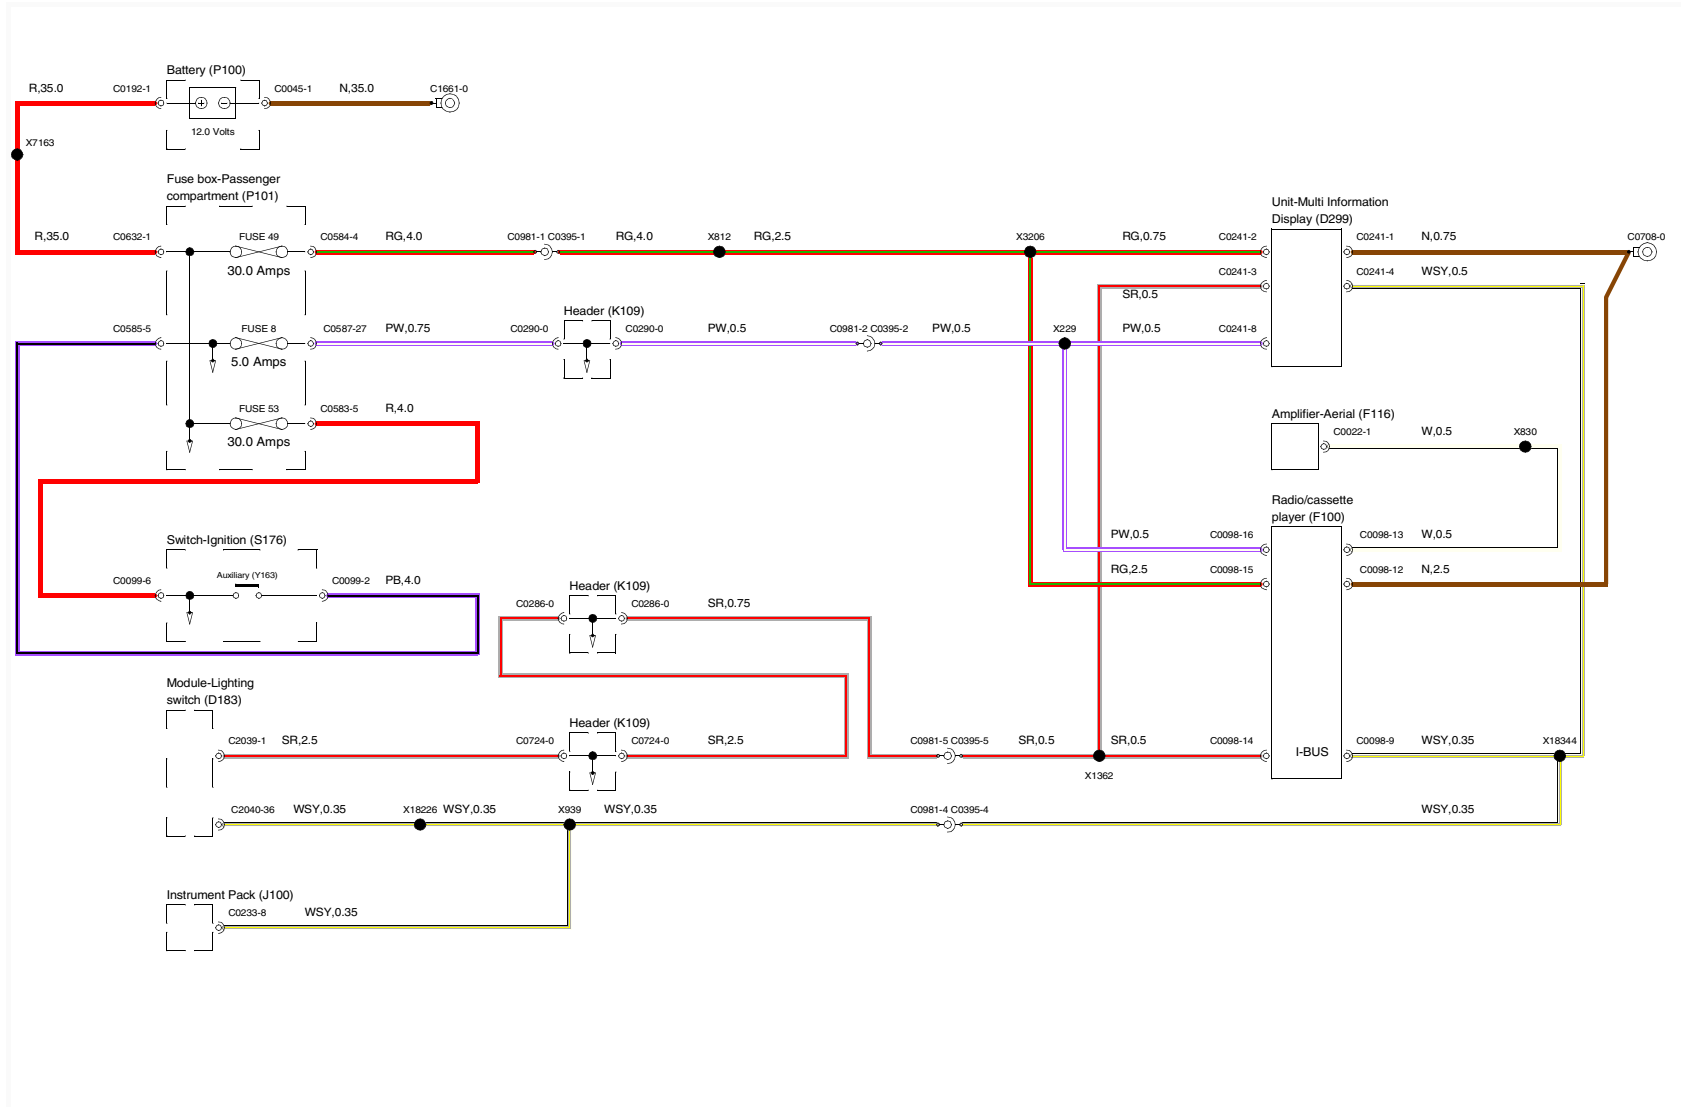 Battery (P100)
R,35.0
C0192-1
C0045-1
N,35.0
C1661-0
12.0 Volts
X7163
Fuse box-Passenger
compartment (P101)
R,35.0
C0632-1
FUSE 49
30.0 Amps
C0584-4
RG,4.0
C0981-1 C0395-1
RG,4.0
X812
RG,2.5
X3206
RG,0.75
C0241-2
Unit-Multi Information
Display (D299)
C0241-1
N,0.75
C0708-0
C0241-3
SR,0.5
C0241-4
WSY,0.5
C0585-5
FUSE 8
5.0 Amps
C0587-27
PW,0.75
C0290-0
Header (K109)
C0290-0
PW,0.5
C0981-2 C0395-2
PW,0.5
X229
PW,0.5
C0241-8
FUSE 53
30.0 Amps
C0583-5
R,4.0
Amplifier-Aerial (F116)
C0022-1
W,0.5
X830
Radio/cassette
player (F100)
PW,0.5
C0098-16
C0098-13
W,0.5
RG,2.5
C0098-15
C0098-12
N,2.5
Switch-Ignition (S176)
C0099-6
Auxiliary (Y163)
C0099-2
PB,4.0
Header (K109)
C0286-0
C0286-0
SR,0.75
Module-Lighting
switch (D183)
C2039-1
SR,2.5
C0724-0
Header (K109)
C0724-0
SR,2.5
C0981-5 C0395-5
SR,0.5
SR,0.5
X1362
C0098-14
I-BUS
C0098-9
WSY,0.35
X18344
C2040-36
WSY,0.35
X18226
WSY,0.35
X939
WSY,0.35
C0981-4 C0395-4
WSY,0.35
Instrument Pack (J100)
C0233-8
WSY,0.35